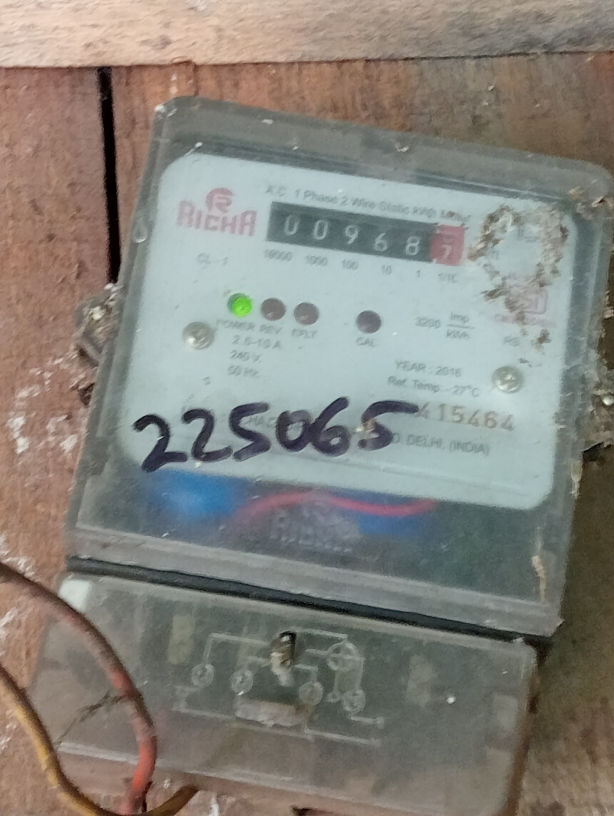 A.C. 1 Phase 2 Wire Static kWh Meter
RICHA
0 0 9 6 8 7
CL-1
10000 1000 100 10 1 1/10
POWER REV. E/FLT CAL
3200 Imp/kWh
2.5-10 A
240 V
50 Hz
YEARː 2016
Ref. Temp. -27°C
225065
415464
DELHI, (INDIA)
RICHA